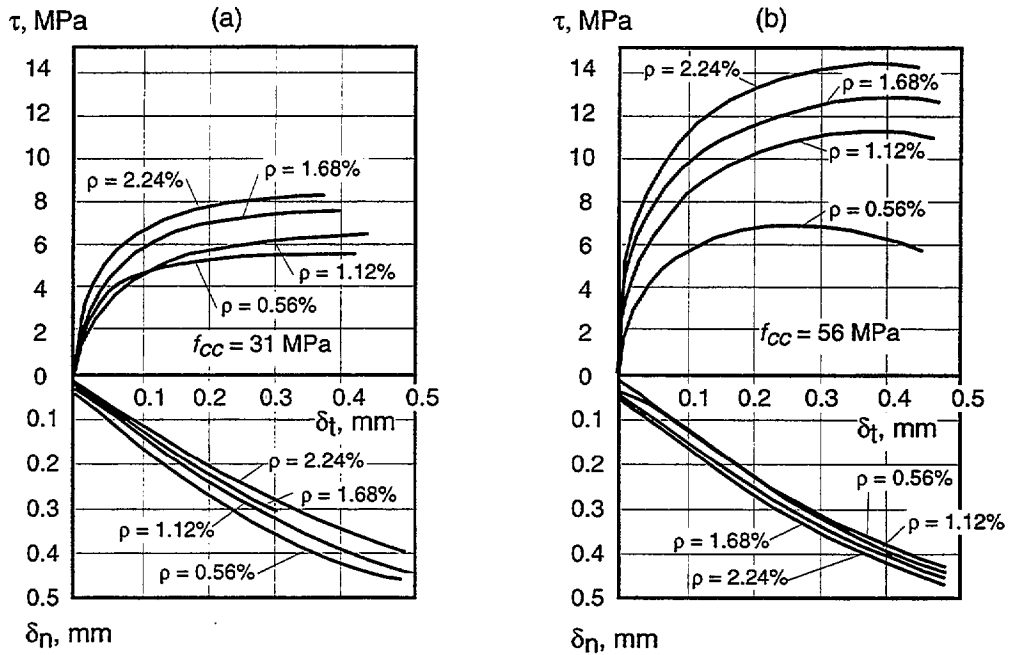 τ, MPa
(a)
14
12
10
8
6
4
2
0
ρ = 2.24%
ρ = 1.68%
ρ = 1.12%
ρ = 0.56%
fcc = 31 MPa
0.1
0.2
0.3
0.4
0.5
δt, mm
0.1
0.2
0.3
0.4
0.5
ρ = 2.24%
ρ = 1.68%
ρ = 1.12%
ρ = 0.56%
δn, mm
τ, MPa
(b)
14
12
10
8
6
4
2
0
ρ = 2.24%
ρ = 1.68%
ρ = 1.12%
ρ = 0.56%
fcc = 56 MPa
0.1
0.2
0.3
0.4
0.5
δt, mm
0.1
0.2
0.3
0.4
0.5
ρ = 0.56%
ρ = 1.12%
ρ = 1.68%
ρ = 2.24%
δn, mm